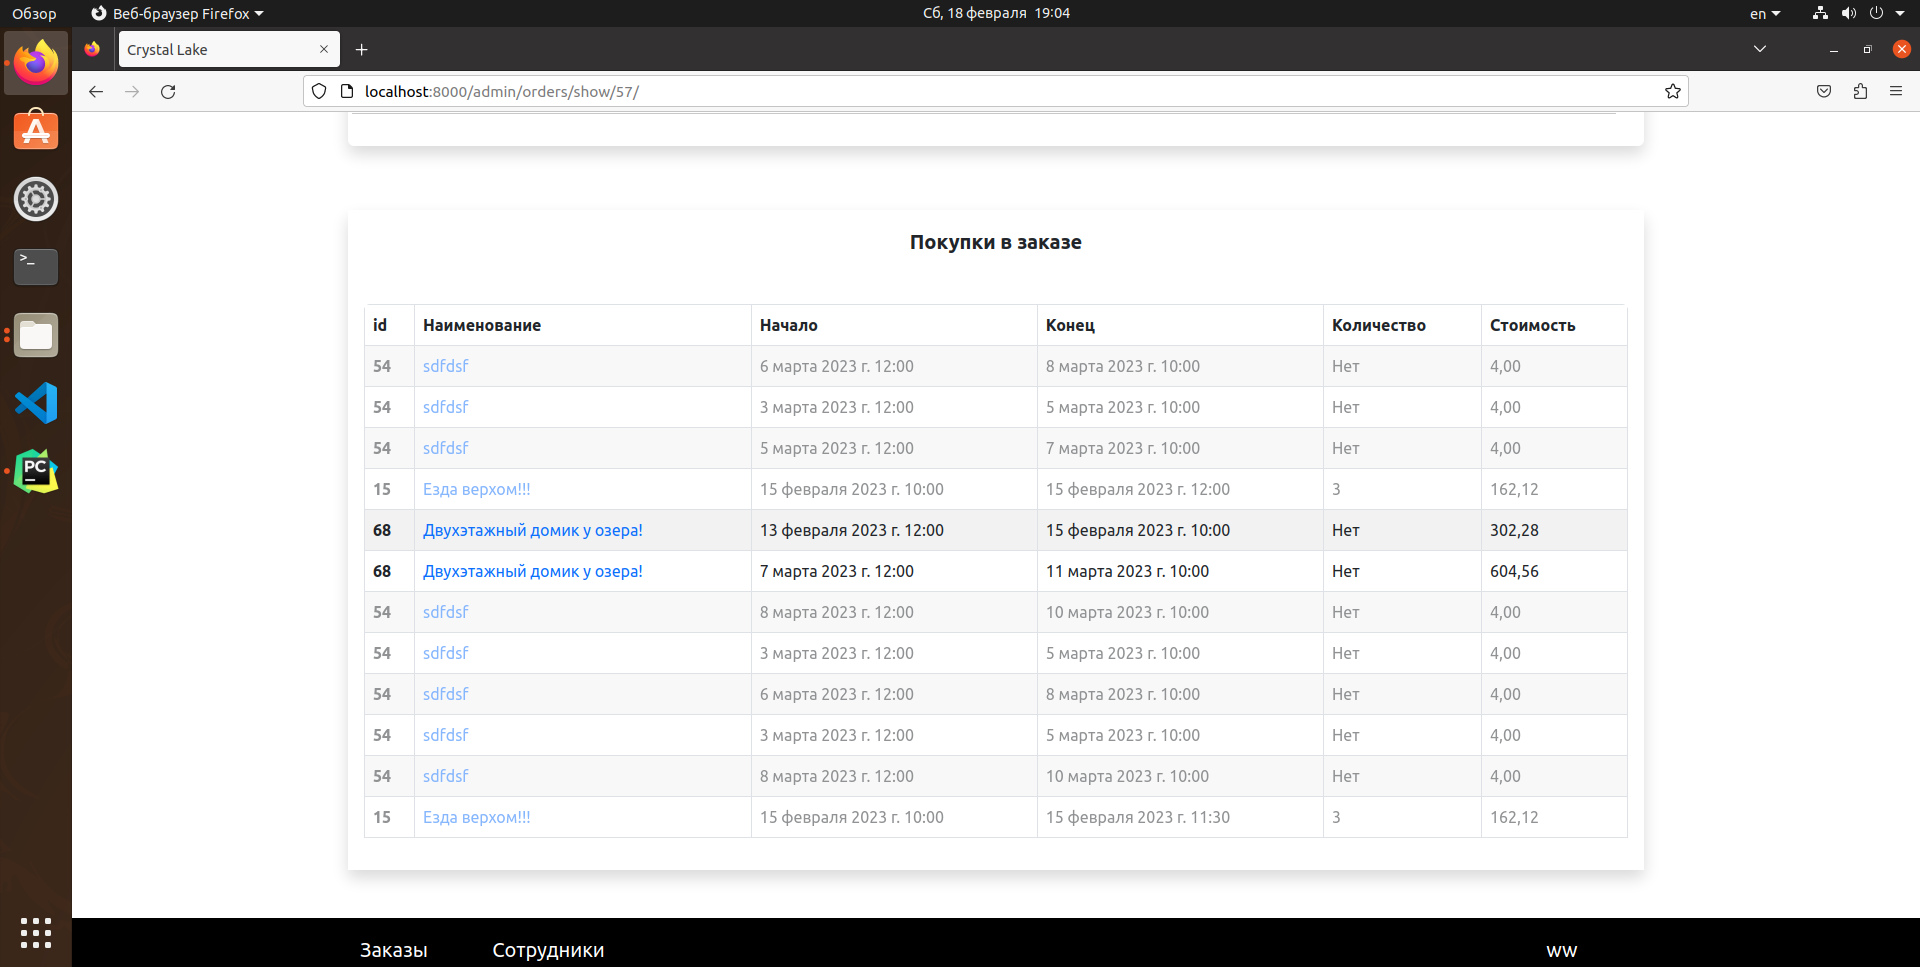 Обзор Веб-браузер Firefox Сб, 18 февраля 19:04 en
Crystal Lake
localhost:8000/admin/orders/show/57/
Покупки в заказе
id Наименование Начало Конец Количество Стоимость
54 sdfdsf 6 марта 2023 г. 12:00 8 марта 2023 г. 10:00 Нет 4,00
54 sdfdsf 3 марта 2023 г. 12:00 5 марта 2023 г. 10:00 Нет 4,00
54 sdfdsf 5 марта 2023 г. 12:00 7 марта 2023 г. 10:00 Нет 4,00
15 Езда верхом!!! 15 февраля 2023 г. 10:00 15 февраля 2023 г. 12:00 3 162,12
68 Двухэтажный домик у озера! 13 февраля 2023 г. 12:00 15 февраля 2023 г. 10:00 Нет 302,28
68 Двухэтажный домик у озера! 7 марта 2023 г. 12:00 11 марта 2023 г. 10:00 Нет 604,56
54 sdfdsf 8 марта 2023 г. 12:00 10 марта 2023 г. 10:00 Нет 4,00
54 sdfdsf 3 марта 2023 г. 12:00 5 марта 2023 г. 10:00 Нет 4,00
54 sdfdsf 6 марта 2023 г. 12:00 8 марта 2023 г. 10:00 Нет 4,00
54 sdfdsf 3 марта 2023 г. 12:00 5 марта 2023 г. 10:00 Нет 4,00
54 sdfdsf 8 марта 2023 г. 12:00 10 марта 2023 г. 10:00 Нет 4,00
15 Езда верхом!!! 15 февраля 2023 г. 10:00 15 февраля 2023 г. 11:30 3 162,12
Заказы Сотрудники ww
PC